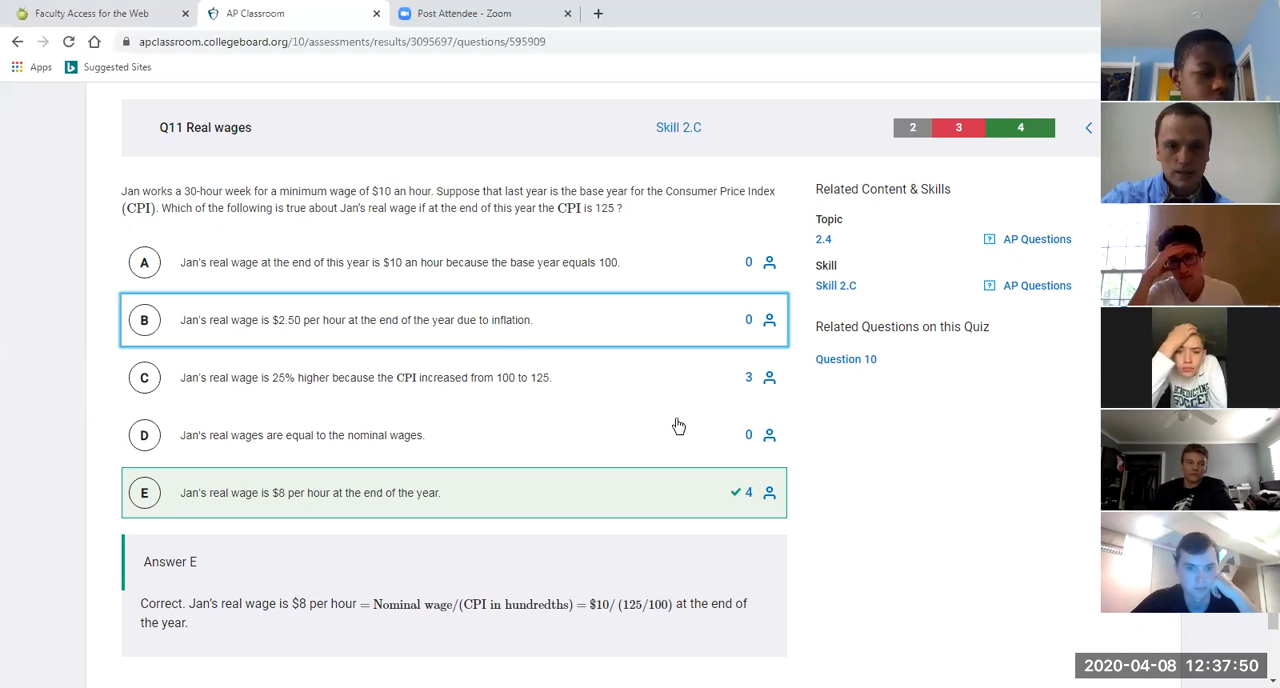 Faculty Access for the Web
AP Classroom
Post Attendee - Zoom
apclassroom.collegeboard.org/10/assessments/results/3095697/questions/595909
Apps
Suggested Sites
Q11 Real wages
Skill 2.C
2 3 4
Jan works a 30-hour week for a minimum wage of $10 an hour. Suppose that last year is the base year for the Consumer Price Index
(CPI). Which of the following is true about Jan's real wage if at the end of this year the CPI is 125 ?
A Jan's real wage at the end of this year is $10 an hour because the base year equals 100. 0
B Jan's real wage is $2.50 per hour at the end of the year due to inflation. 0
C Jan's real wage is 25% higher because the CPI increased from 100 to 125. 3
D Jan's real wages are equal to the nominal wages. 0
E Jan's real wage is $8 per hour at the end of the year. 4
Answer E
Correct. Jan's real wage is $8 per hour = Nominal wage/(CPI in hundredths) = $10/ (125/100) at the end of
the year.
Related Content & Skills
Topic
2.4 AP Questions
Skill
Skill 2.C AP Questions
Related Questions on this Quiz
Question 10
BENEDICTINE
SOCCER
2020-04-08 12:37:50